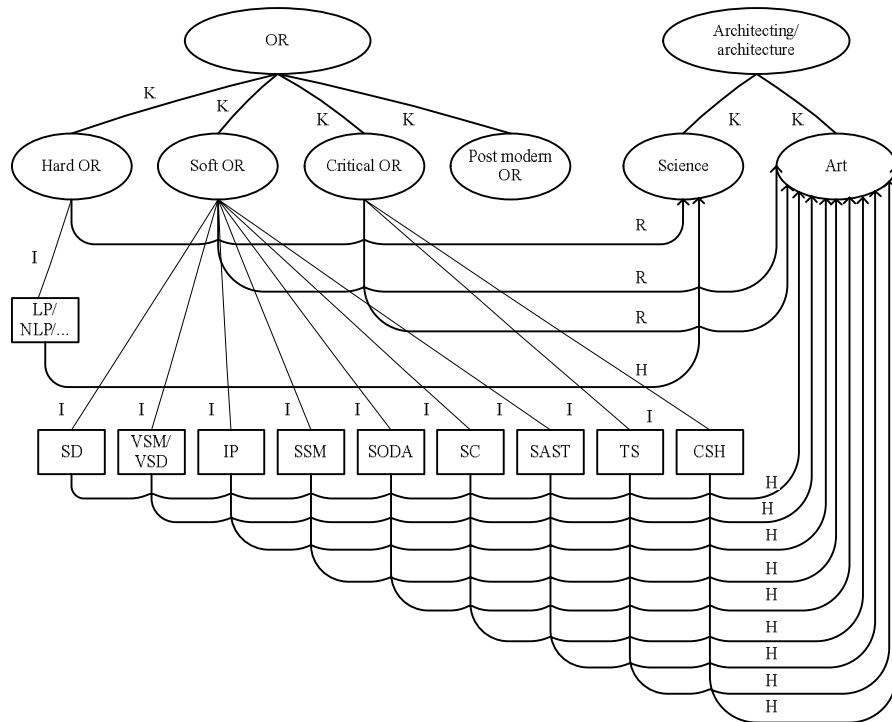 OR
Architecting/
architecture
K
K
K
K
K
K
Hard OR
Soft OR
Critical OR
Post modern
OR
Science
Art
R
I
R
LP/
NLP/...
R
H
I
I
I
I
I
I
I
I
I
SD
VSM/
VSD
IP
SSM
SODA
SC
SAST
TS
CSH
H
H
H
H
H
H
H
H
H